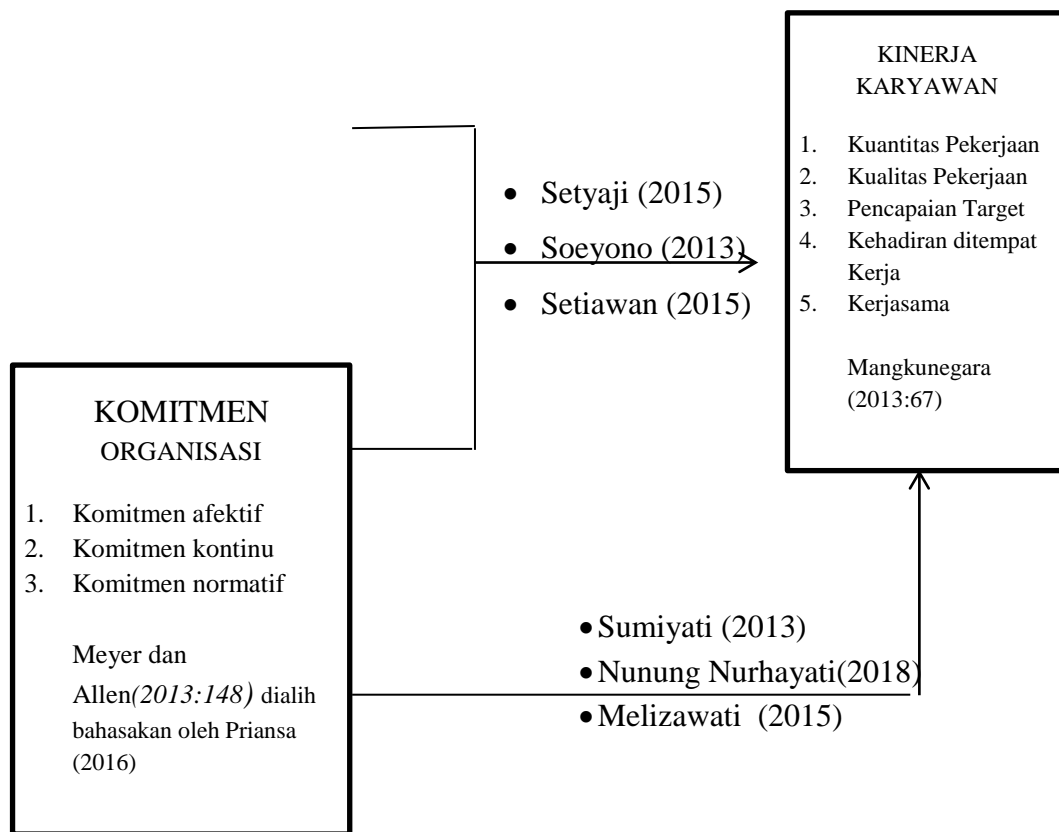 KINERJA
KARYAWAN
1. Kuantitas Pekerjaan
2. Kualitas Pekerjaan
3. Pencapaian Target
4. Kehadiran ditempat
Kerja
5. Kerjasama
Mangkunegara
(2013:67)
• Setyaji (2015)
• Soeyono (2013)
• Setiawan (2015)
KOMITMEN
ORGANISASI
1. Komitmen afektif
2. Komitmen kontinu
3. Komitmen normatif
Meyer dan
Allen(2013:148) dialih
bahasakan oleh Priansa
(2016)
• Sumiyati (2013)
• Nunung Nurhayati(2018)
• Melizawati (2015)